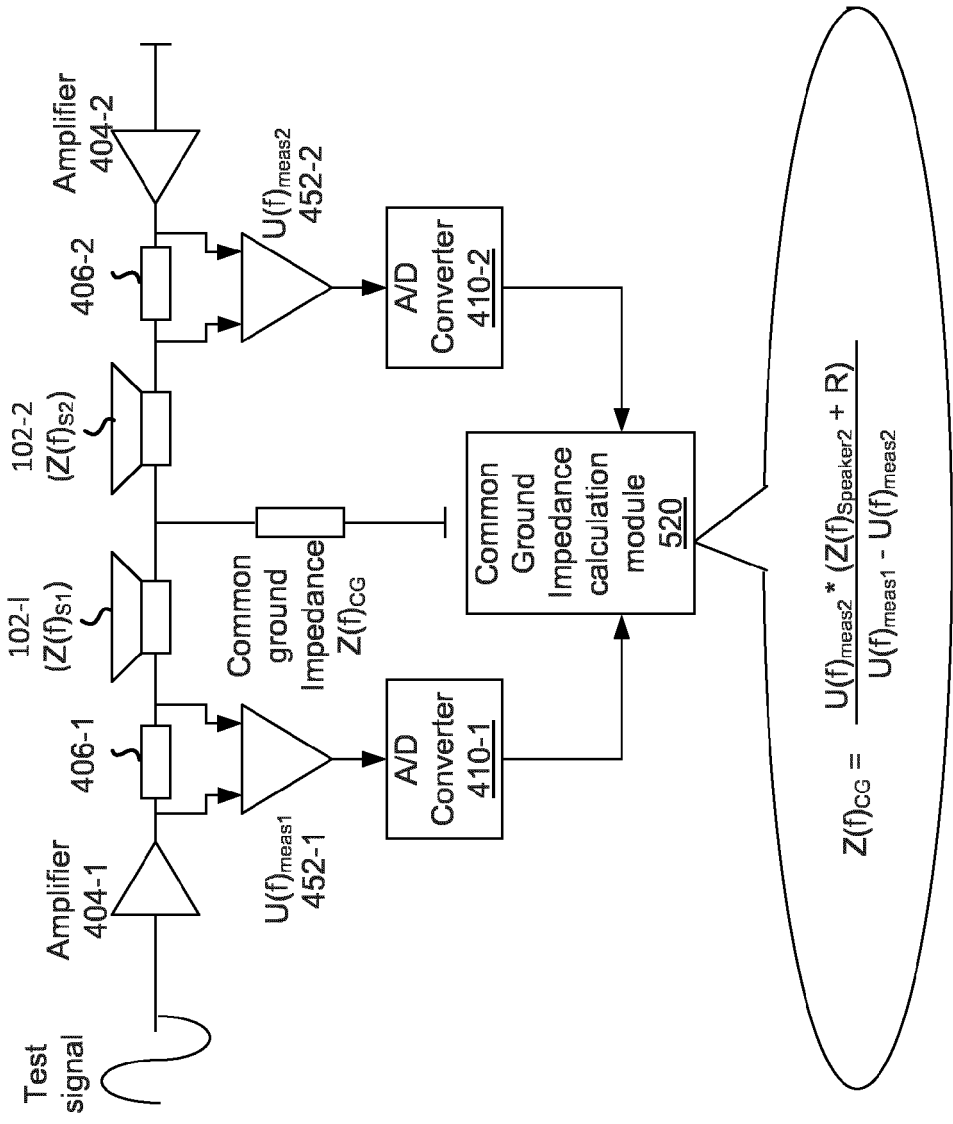 Test
signal
Amplifier
404-1
406-1
102-I
(Z(f)S1)
102-2
(Z(f)S2)
406-2
Amplifier
404-2
U(f)meas1
452-1
Common
ground
Impedance
Z(f)CG
U(f)meas2
452-2
A/D
Converter
410-1
Common
Ground
Impedance
calculation
module
520
A/D
Converter
410-2
Z(f)CG = U(f)meas2 * (Z(f)Speaker2 + R)
U(f)meas1 - U(f)meas2